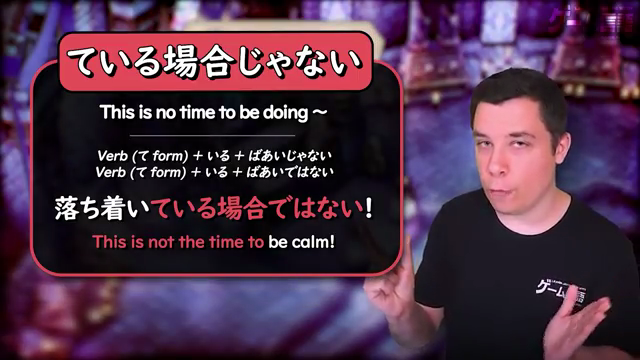 ている場合じゃない
This is no time to be doing ～
Verb (て form) + いる + ばあいじゃない
Verb (て form) + いる + ばあいではない
落ち着いている場合ではない！
This is not the time to be calm!
ゲーム